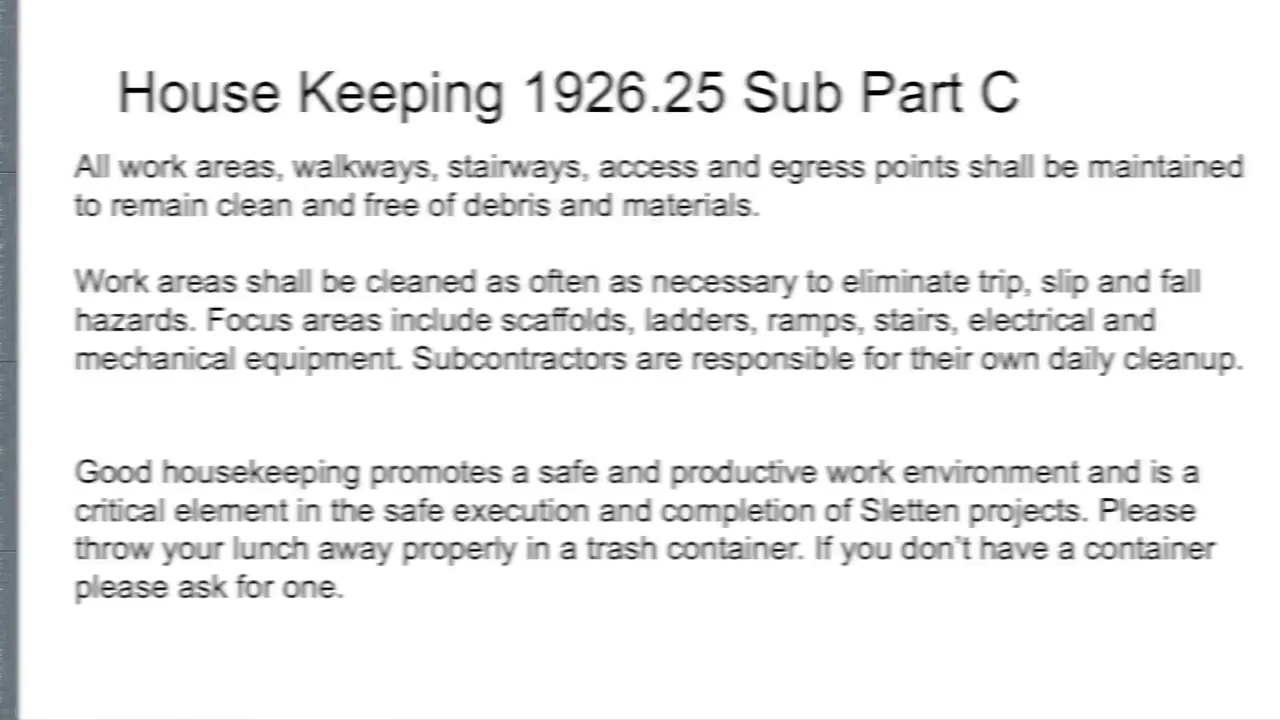 House Keeping 1926.25 Sub Part C
All work areas, walkways, stairways, access and egress points shall be maintained
to remain clean and free of debris and materials.
Work areas shall be cleaned as often as necessary to eliminate trip, slip and fall
hazards. Focus areas include scaffolds, ladders, ramps, stairs, electrical and
mechanical equipment. Subcontractors are responsible for their own daily cleanup.
Good housekeeping promotes a safe and productive work environment and is a
critical element in the safe execution and completion of Sletten projects. Please
throw your lunch away properly in a trash container. If you don’t have a container
please ask for one.